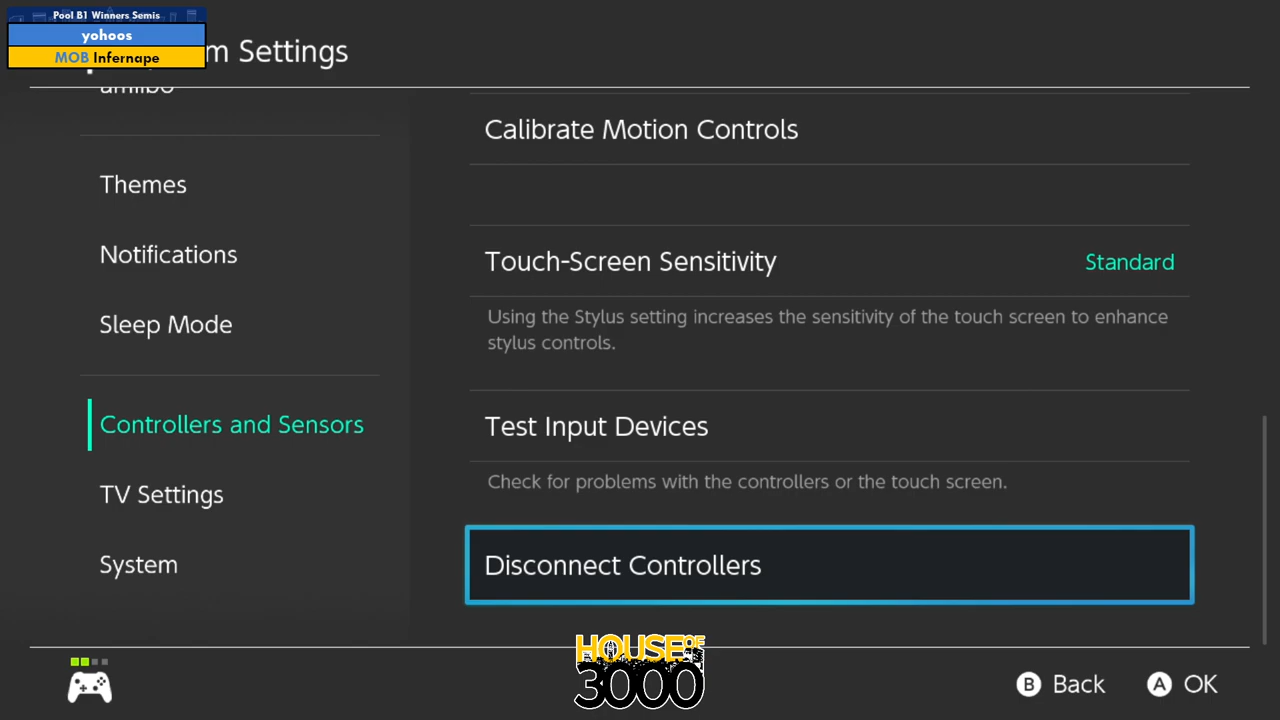 Pool B1 Winners Semis
yohoos
MOB Infernape
m Settings
amiibo
Themes
Notifications
Sleep Mode
Controllers and Sensors
TV Settings
System
Calibrate Motion Controls
Touch-Screen Sensitivity Standard
Using the Stylus setting increases the sensitivity of the touch screen to enhance
stylus controls.
Test Input Devices
Check for problems with the controllers or the touch screen.
Disconnect Controllers
HOUSE OF
3000
B Back A OK